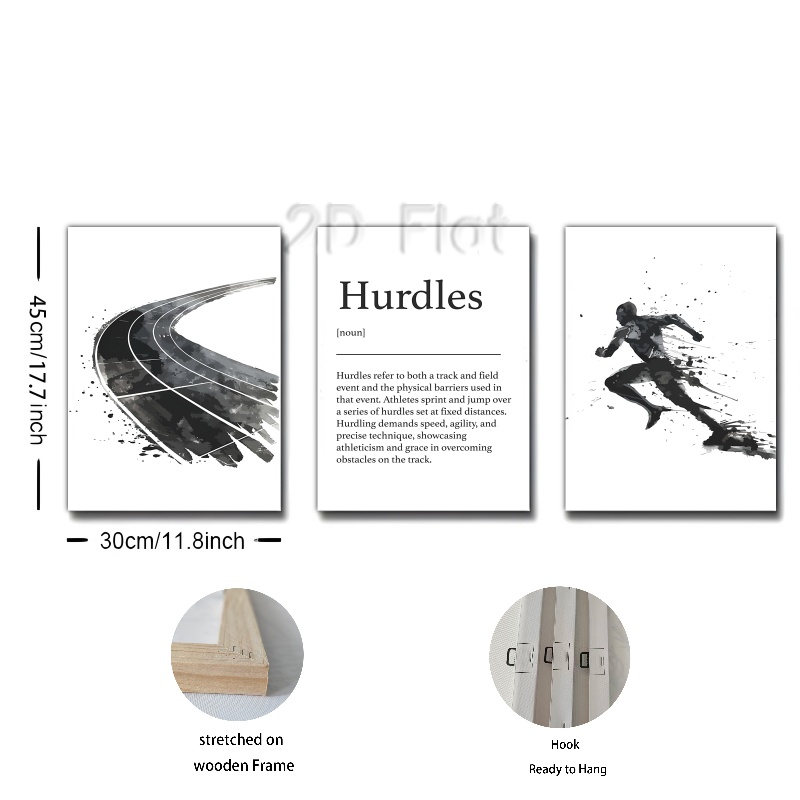 2D Flat
45cm/17.7inch
Hurdles
[noun]
Hurdles refer to both a track and field
event and the physical barriers used in
that event. Athletes sprint and jump over
a series of hurdles set at fixed distances.
Hurdling demands speed, agility, and
precise technique, showcasing
athleticism and grace in overcoming
obstacles on the track.
30cm/11.8inch
stretched on
wooden Frame
Hook
Ready to Hang